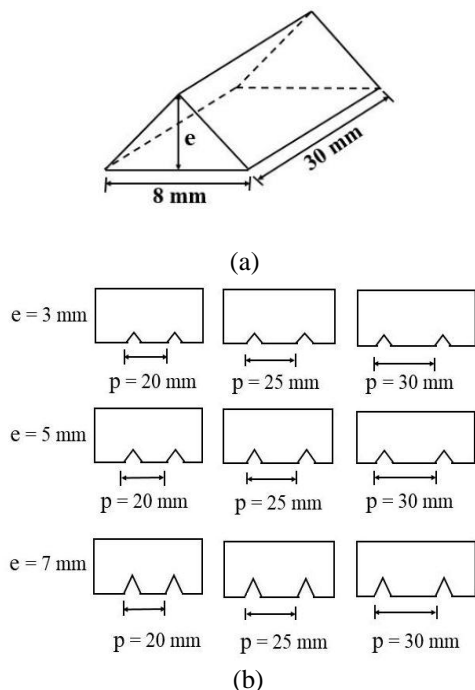 e
8 mm
30 mm
(a)
e = 3 mm
p = 20 mm
p = 25 mm
p = 30 mm
e = 5 mm
p = 20 mm
p = 25 mm
p = 30 mm
e = 7 mm
p = 20 mm
p = 25 mm
p = 30 mm
(b)